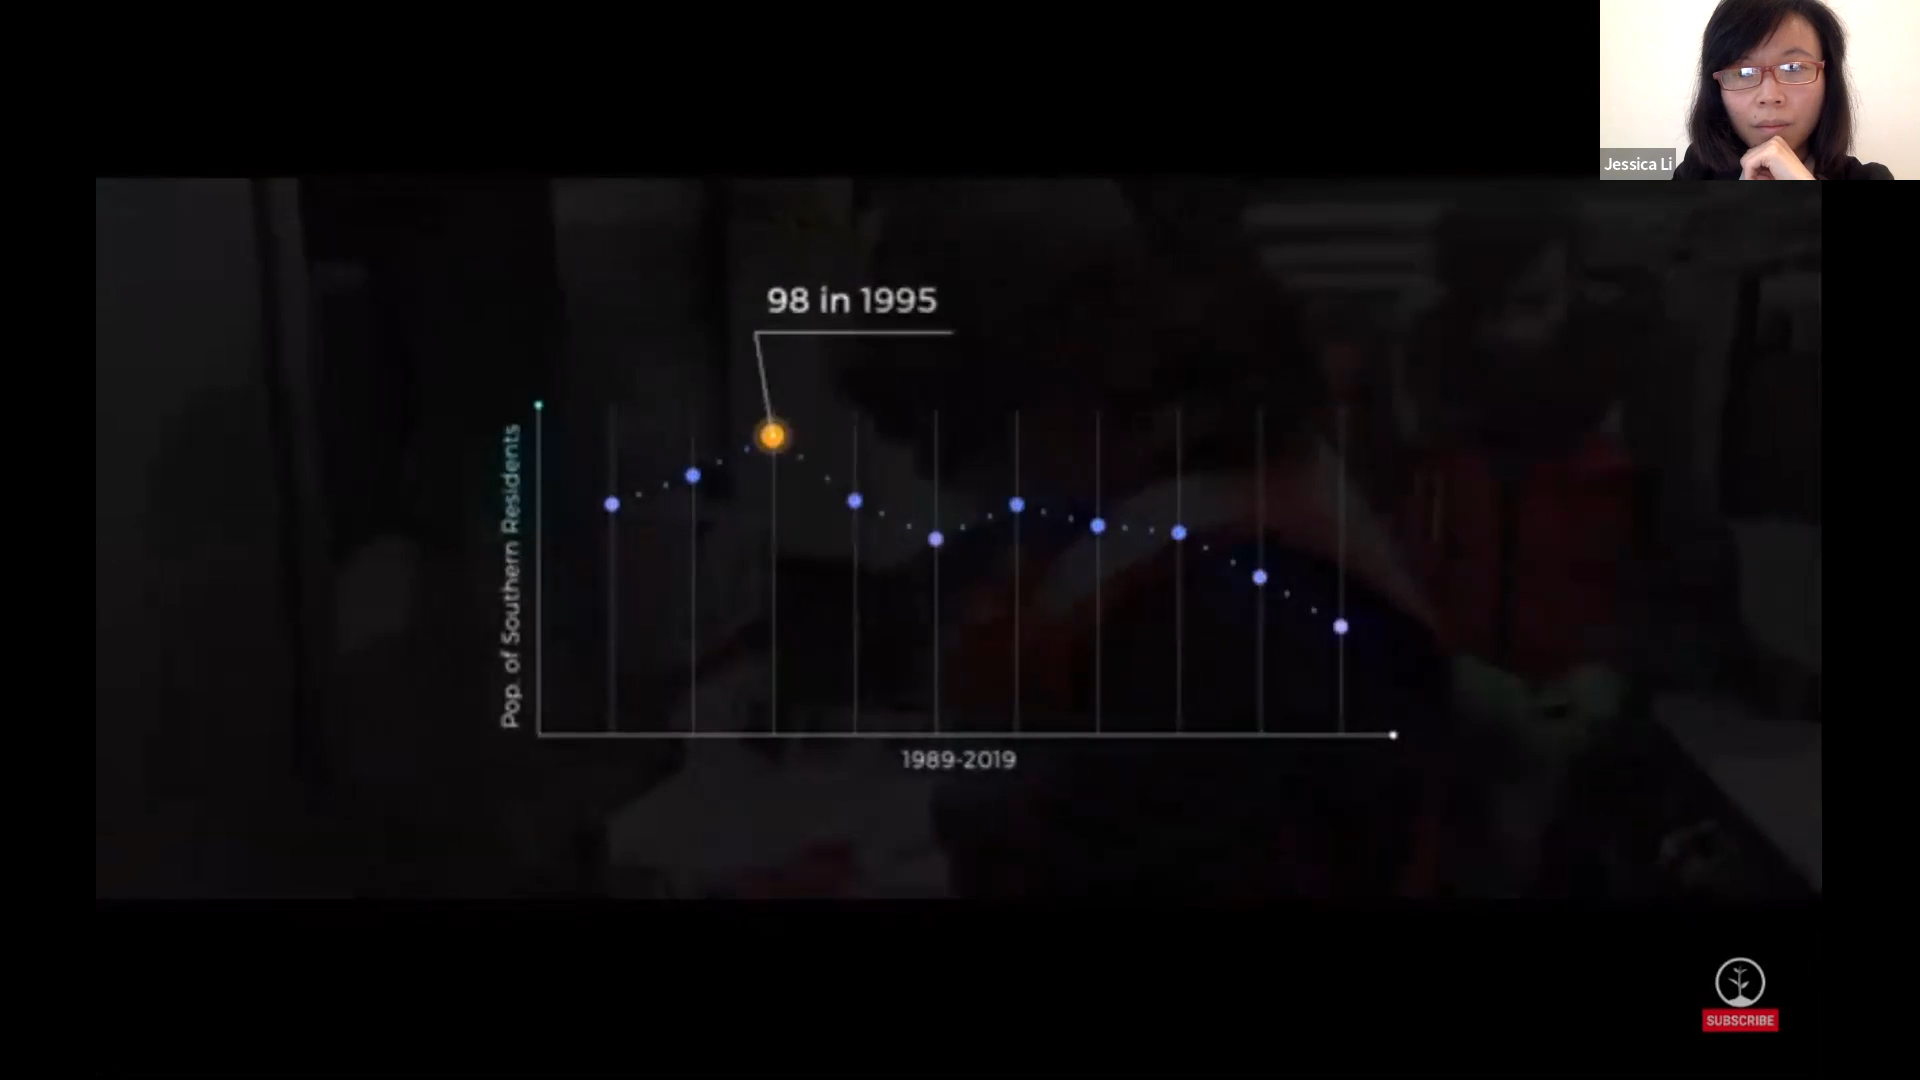 Jessica Li
98 in 1995
Pop. of Southern Residents
1989-2019
SUBSCRIBE